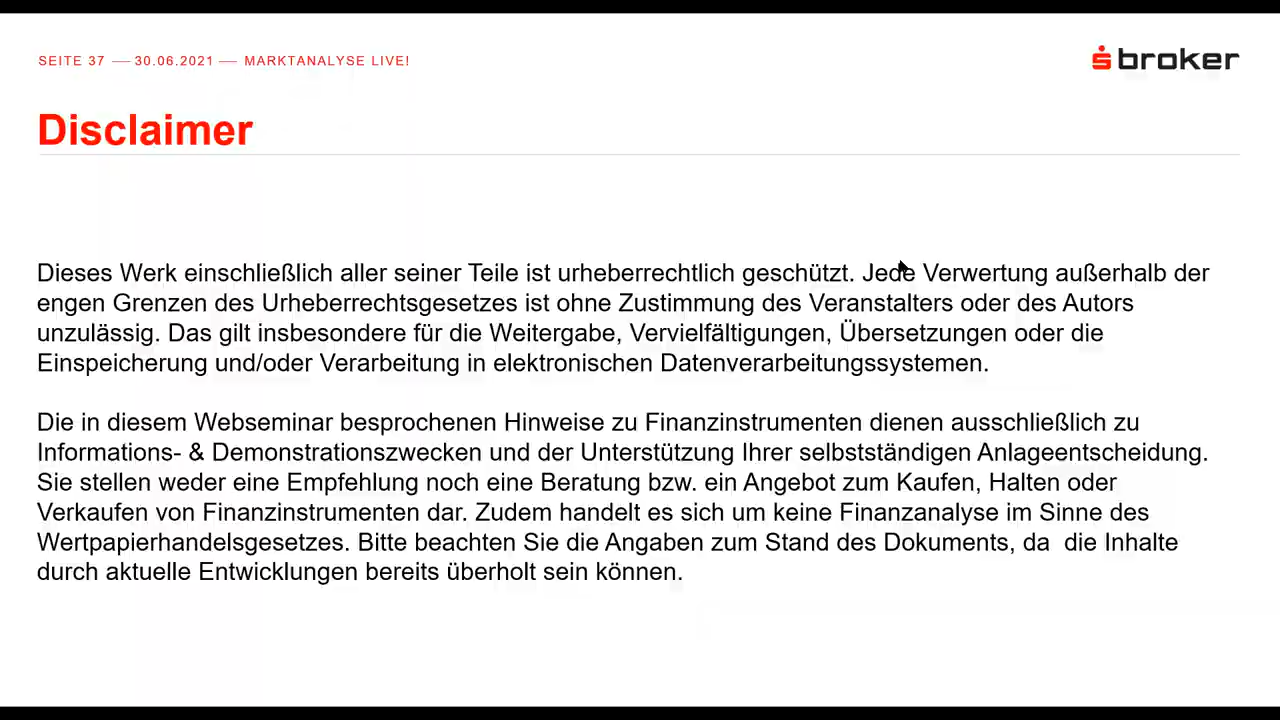 SEITE 37 — 30.06.2021 — MARKTANALYSE LIVE!
broker
Disclaimer
Dieses Werk einschließlich aller seiner Teile ist urheberrechtlich geschützt. Jede Verwertung außerhalb der
engen Grenzen des Urheberrechtsgesetzes ist ohne Zustimmung des Veranstalters oder des Autors
unzulässig. Das gilt insbesondere für die Weitergabe, Vervielfältigungen, Übersetzungen oder die
Einspeicherung und/oder Verarbeitung in elektronischen Datenverarbeitungssystemen.
Die in diesem Webseminar besprochenen Hinweise zu Finanzinstrumenten dienen ausschließlich zu
Informations- & Demonstrationszwecken und der Unterstützung Ihrer selbstständigen Anlageentscheidung.
Sie stellen weder eine Empfehlung noch eine Beratung bzw. ein Angebot zum Kaufen, Halten oder
Verkaufen von Finanzinstrumenten dar. Zudem handelt es sich um keine Finanzanalyse im Sinne des
Wertpapierhandelsgesetzes. Bitte beachten Sie die Angaben zum Stand des Dokuments, da  die Inhalte
durch aktuelle Entwicklungen bereits überholt sein können.